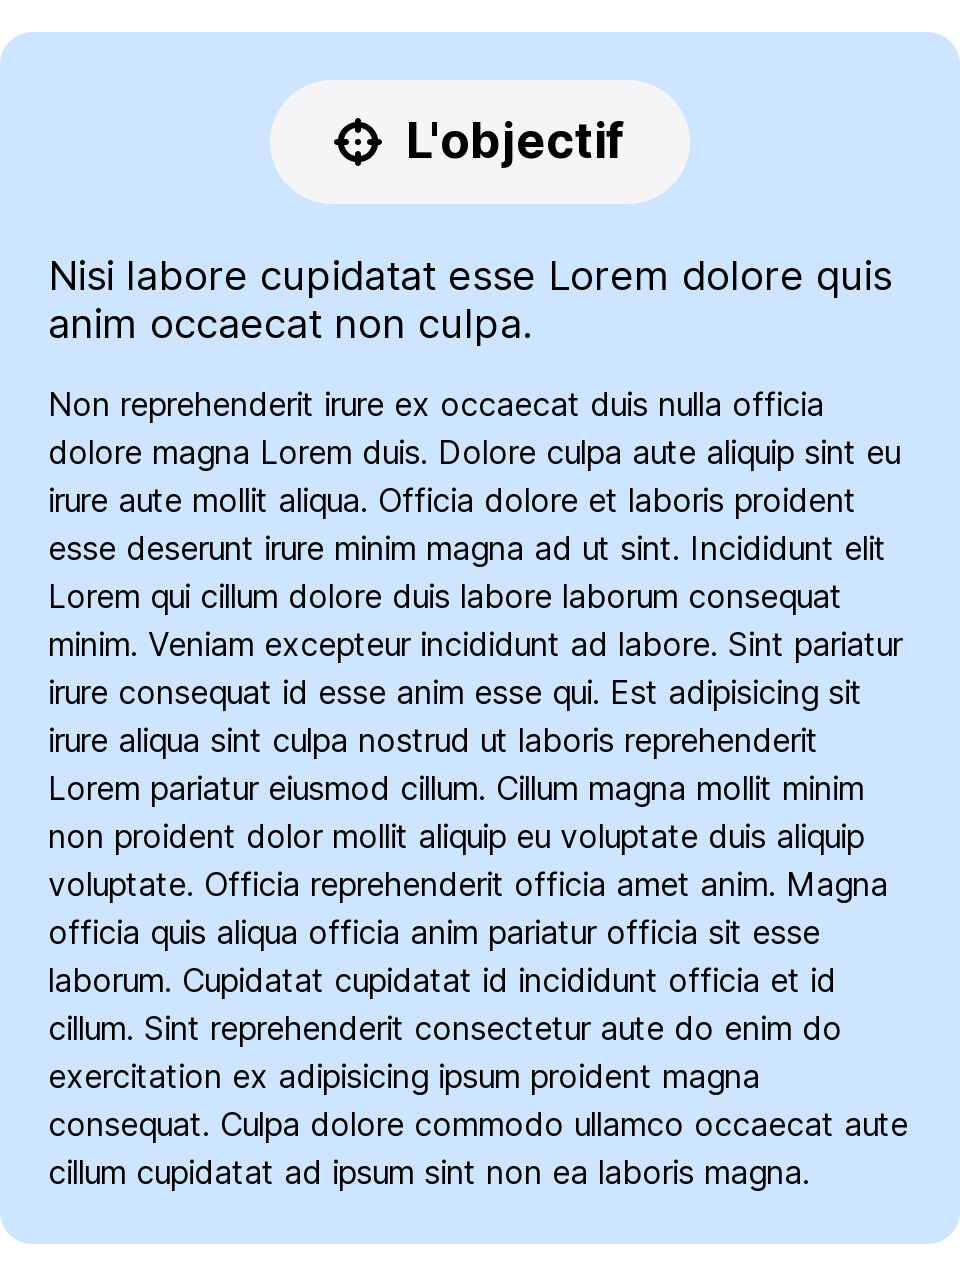 L'objectif
Nisi labore cupidatat esse Lorem dolore quis
anim occaecat non culpa.
Non reprehenderit irure ex occaecat duis nulla officia
dolore magna Lorem duis. Dolore culpa aute aliquip sint eu
irure aute mollit aliqua. Officia dolore et laboris proident
esse deserunt irure minim magna ad ut sint. Incididunt elit
Lorem qui cillum dolore duis labore laborum consequat
minim. Veniam excepteur incididunt ad labore. Sint pariatur
irure consequat id esse anim esse qui. Est adipisicing sit
irure aliqua sint culpa nostrud ut laboris reprehenderit
Lorem pariatur eiusmod cillum. Cillum magna mollit minim
non proident dolor mollit aliquip eu voluptate duis aliquip
voluptate. Officia reprehenderit officia amet anim. Magna
officia quis aliqua officia anim pariatur officia sit esse
laborum. Cupidatat cupidatat id incididunt officia et id
cillum. Sint reprehenderit consectetur aute do enim do
exercitation ex adipisicing ipsum proident magna
consequat. Culpa dolore commodo ullamco occaecat aute
cillum cupidatat ad ipsum sint non ea laboris magna.